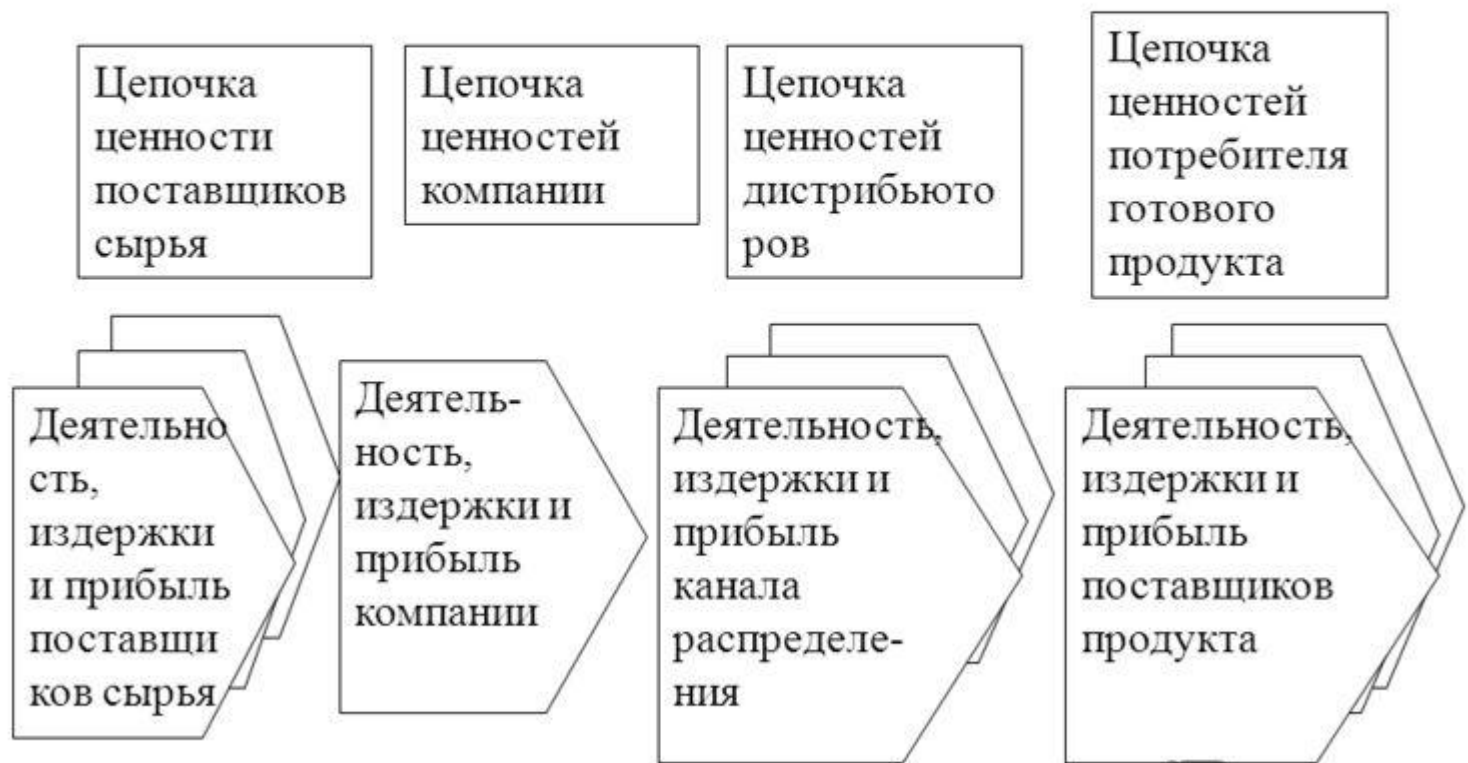 Цепочка
ценности
поставщиков
сырья
Цепочка
ценностей
компании
Цепочка
ценностей
дистрибьюто
ров
Цепочка
ценностей
потребителя
готового
продукта
Деятельно
сть,
издержки
и прибыль
поставщи
ков сырья
Деятель-
ность,
издержки и
прибыль
компании
Деятельность,
издержки и
прибыль
канала
распределе-
ния
Деятельность,
издержки и
прибыль
поставщиков
продукта